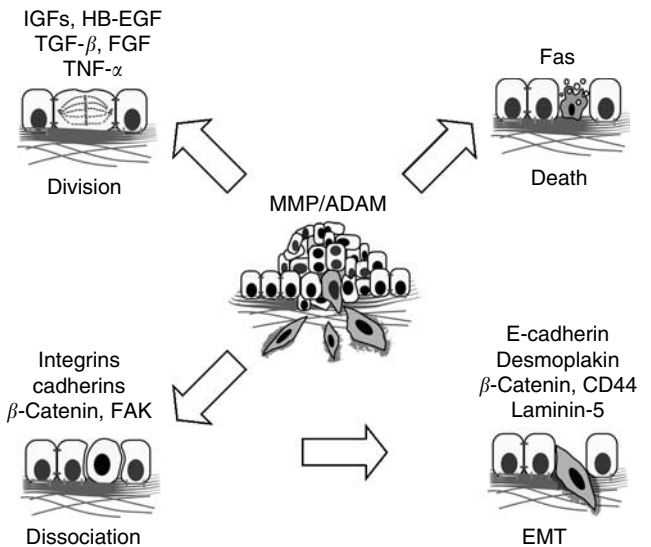 IGFs, HB-EGF
TGF-β, FGF
TNF-α
Division
Fas
Death
MMP/ADAM
Integrins
cadherins
β-Catenin, FAK
Dissociation
E-cadherin
Desmoplakin
β-Catenin, CD44
Laminin-5
EMT